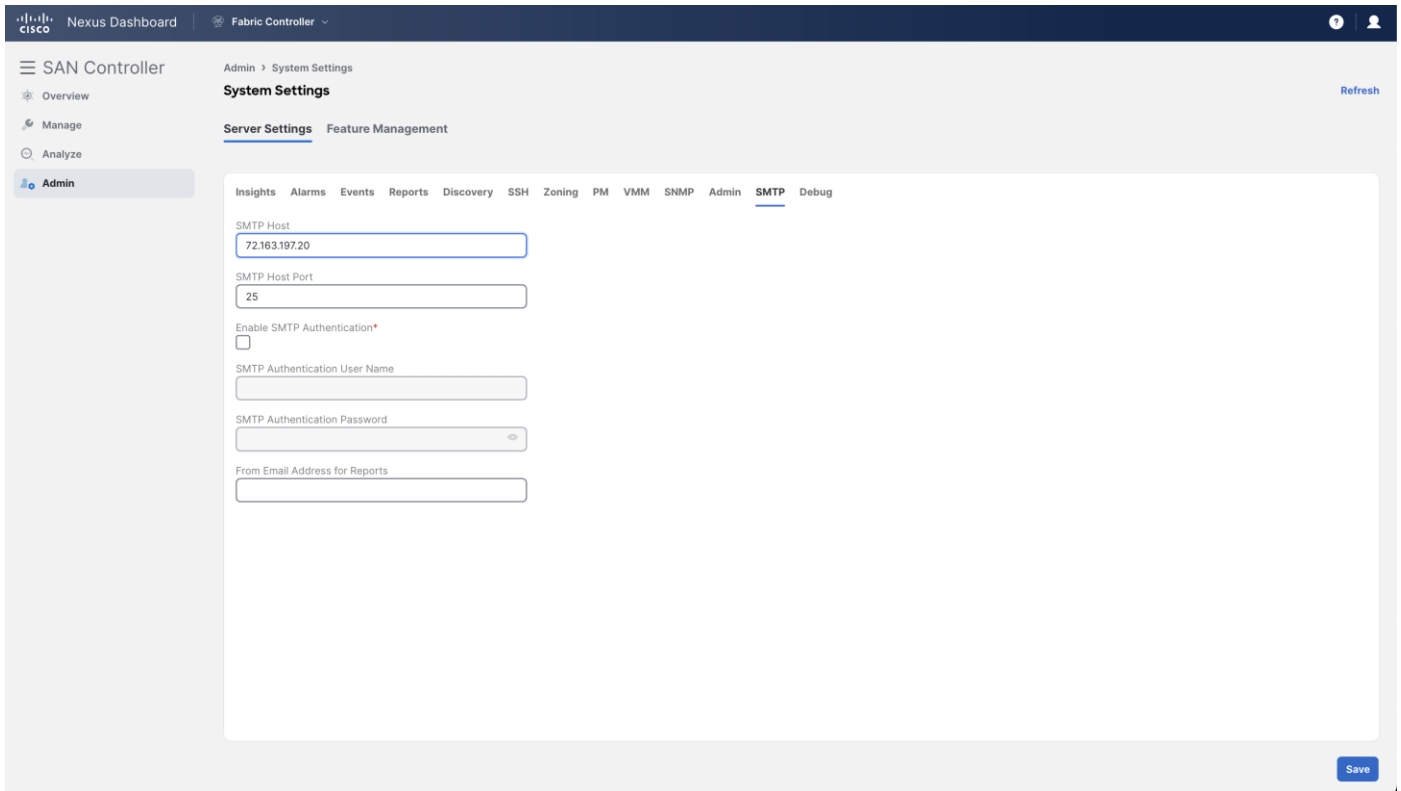 cisco Nexus Dashboard Fabric Controller ?
SAN Controller
Overview
Manage
Analyze
Admin
Admin > System Settings
System Settings
Refresh
Server Settings Feature Management
Insights Alarms Events Reports Discovery SSH Zoning PM VMM SNMP Admin SMTP Debug
SMTP Host
72.163.197.20
SMTP Host Port
25
Enable SMTP Authentication*
SMTP Authentication User Name
SMTP Authentication Password
From Email Address for Reports
Save